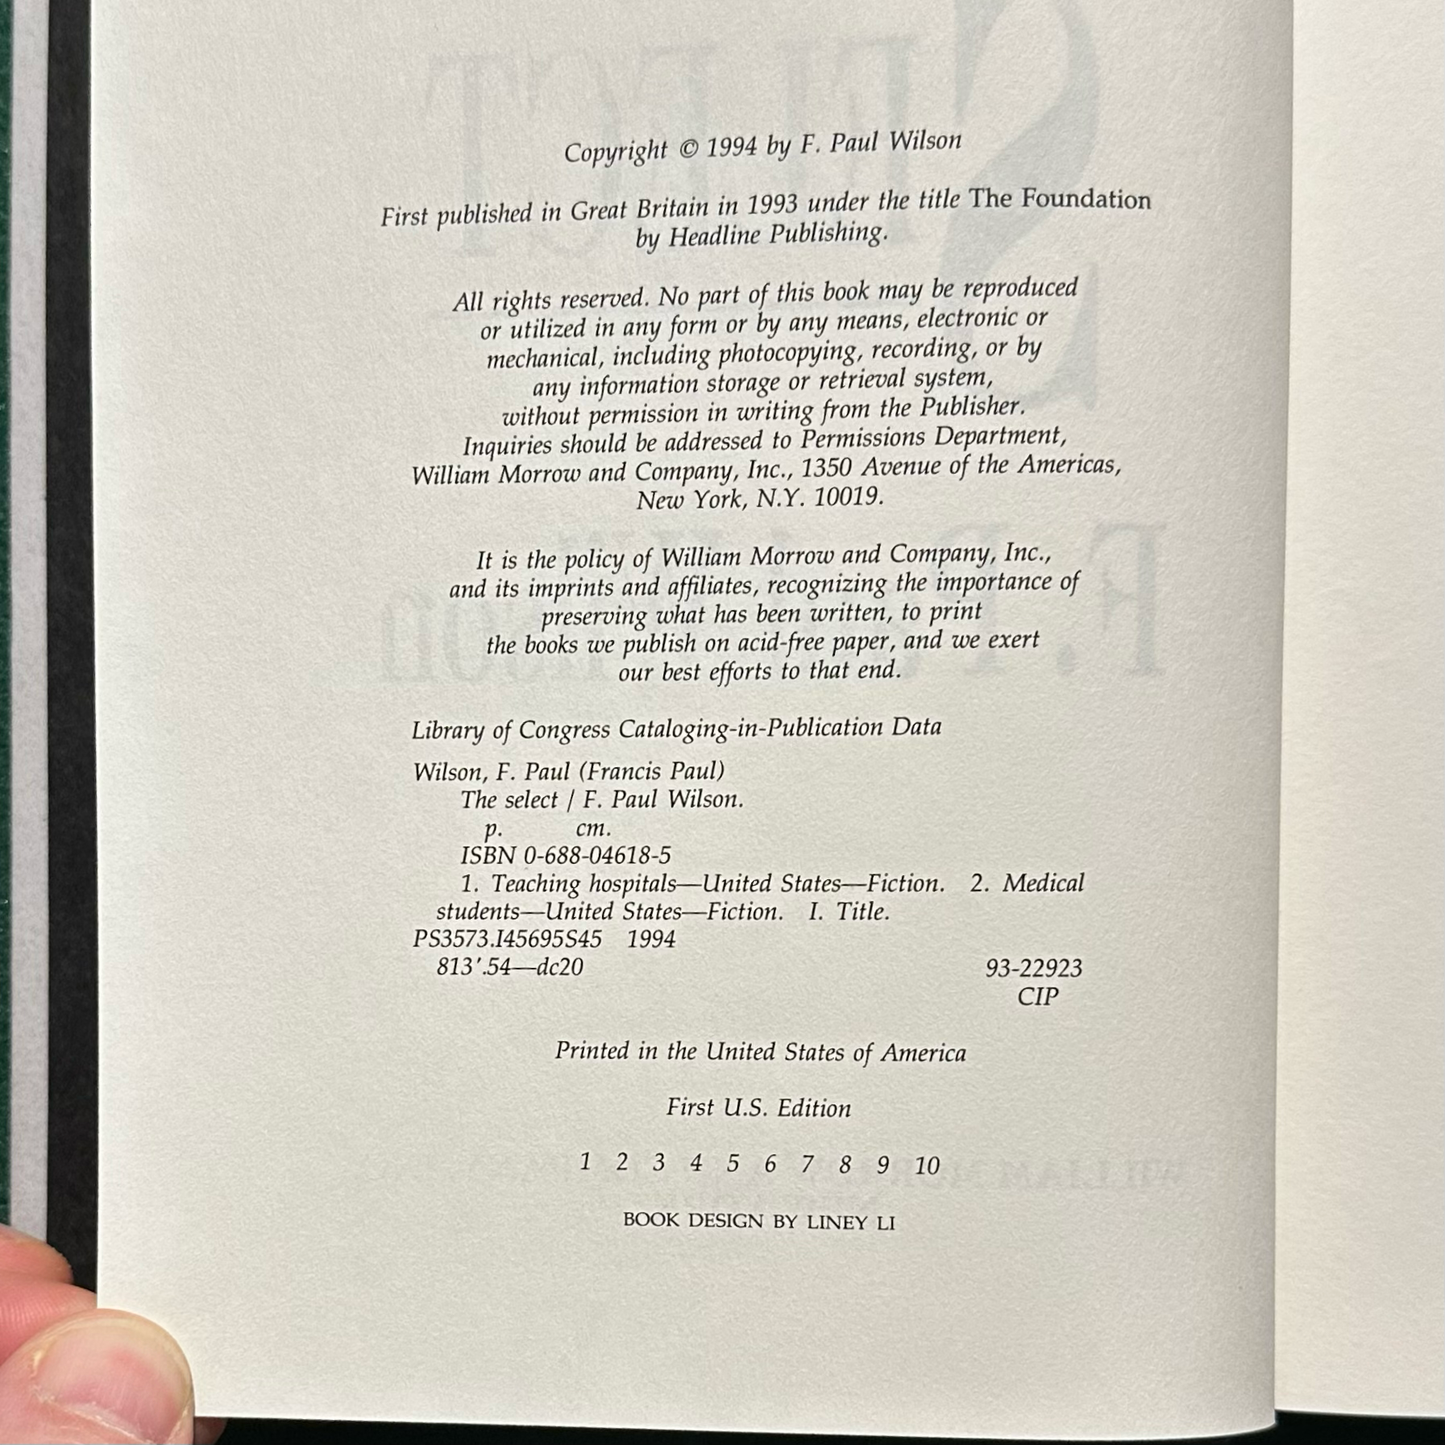 Copyright © 1994 by F. Paul Wilson
First published in Great Britain in 1993 under the title The Foundation
by Headline Publishing.
All rights reserved. No part of this book may be reproduced
or utilized in any form or by any means, electronic or
mechanical, including photocopying, recording, or by
any information storage or retrieval system,
without permission in writing from the Publisher.
Inquiries should be addressed to Permissions Department,
William Morrow and Company, Inc., 1350 Avenue of the Americas,
New York, N.Y. 10019.
It is the policy of William Morrow and Company, Inc.,
and its imprints and affiliates, recognizing the importance of
preserving what has been written, to print
the books we publish on acid-free paper, and we exert
our best efforts to that end.
Library of Congress Cataloging-in-Publication Data
Wilson, F. Paul (Francis Paul)
The select / F. Paul Wilson.
p. cm.
ISBN 0-688-04618-5
1. Teaching hospitals—United States—Fiction. 2. Medical
students—United States—Fiction. I. Title.
PS3573.I45695S45 1994
813'.54—dc20 93-22923
CIP
Printed in the United States of America
First U.S. Edition
1 2 3 4 5 6 7 8 9 10
BOOK DESIGN BY LINEY LI